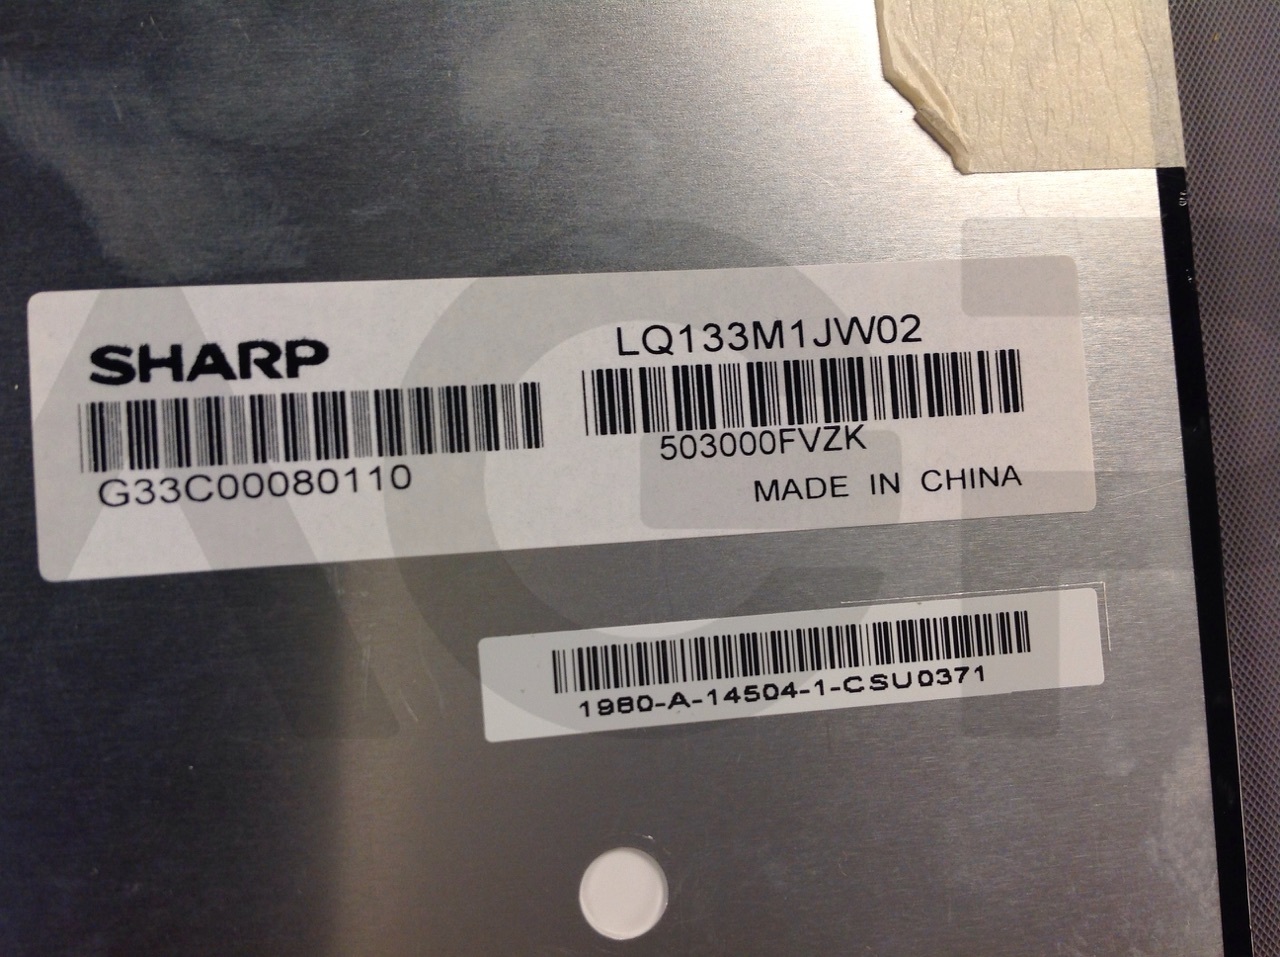 SHARP
G33C00080110
LQ133M1JW02
503000FVZK
MADE IN CHINA
1980-A-14504-1-CSU0371